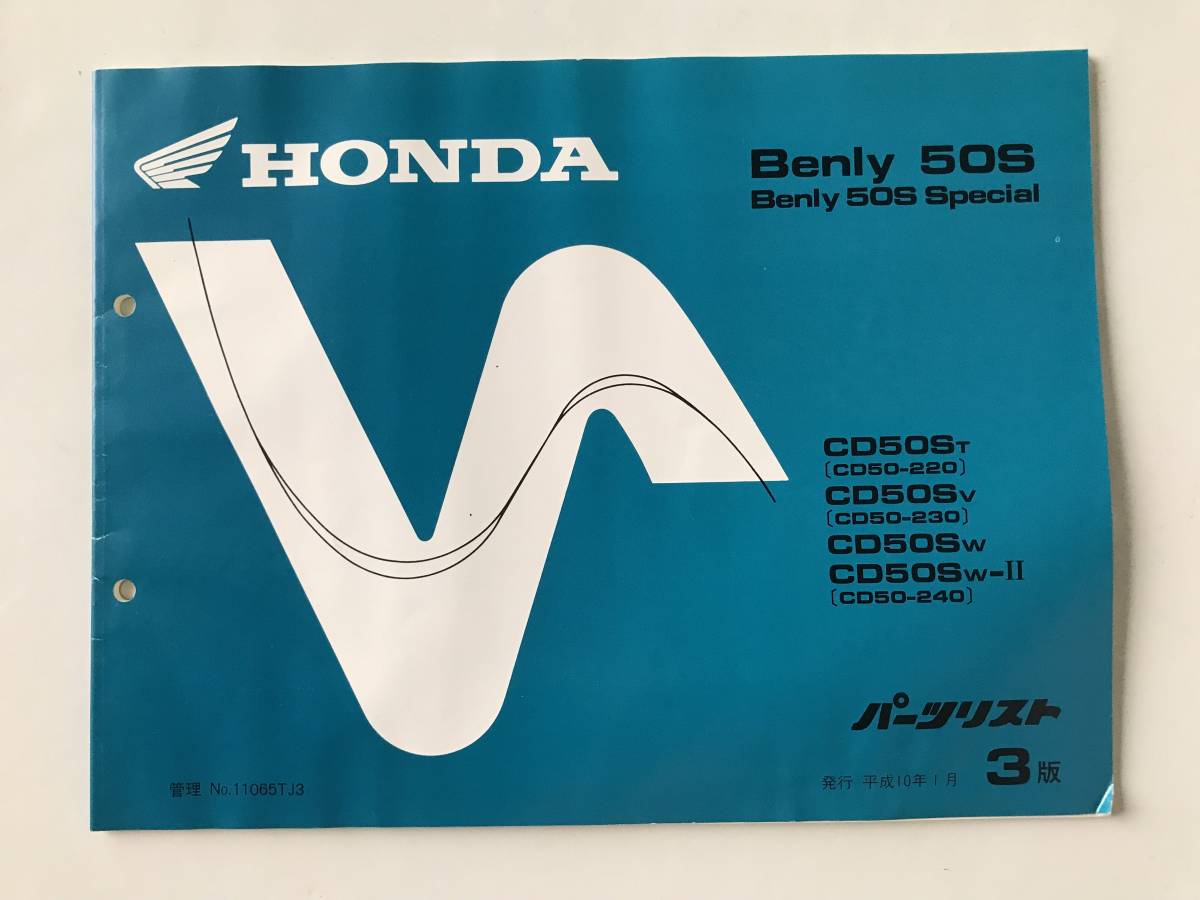 HONDA
Benly 50S
Benly 50S Special
CD50ST
〔CD50-220〕
CD50SV
〔CD50-230〕
CD50SW
CD50SW-II
〔CD50-240〕
パーツリスト
管理 No.11065TJ3
発行 平成10年1月 3版